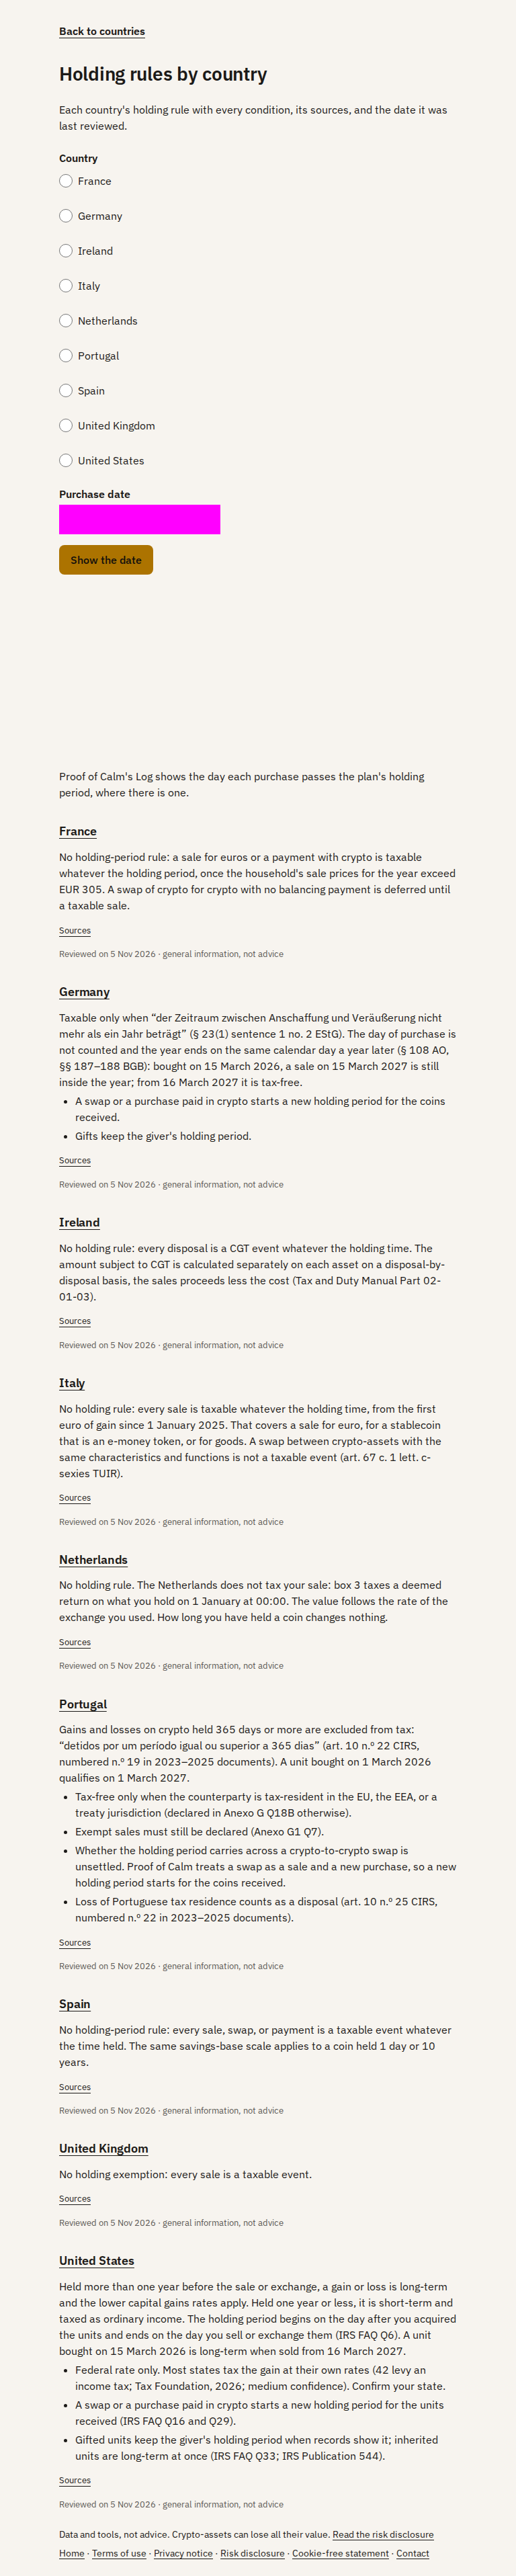 Back to countries
Holding rules by country
Each country's holding rule with every condition, its sources, and the date it was
last reviewed.
Country
France
Germany
Ireland
Italy
Netherlands
Portugal
Spain
United Kingdom
United States
Purchase date
Show the date
Proof of Calm's Log shows the day each purchase passes the plan's holding
period, where there is one.
France
No holding-period rule: a sale for euros or a payment with crypto is taxable
whatever the holding period, once the household's sale prices for the year exceed
EUR 305. A swap of crypto for crypto with no balancing payment is deferred until
a taxable sale.
Sources
Reviewed on 5 Nov 2026 · general information, not advice
Germany
Taxable only when “der Zeitraum zwischen Anschaffung und Veräußerung nicht
mehr als ein Jahr beträgt” (§ 23(1) sentence 1 no. 2 EStG). The day of purchase is
not counted and the year ends on the same calendar day a year later (§ 108 AO,
§§ 187–188 BGB): bought on 15 March 2026, a sale on 15 March 2027 is still
inside the year; from 16 March 2027 it is tax-free.
• A swap or a purchase paid in crypto starts a new holding period for the coins
received.
• Gifts keep the giver's holding period.
Sources
Reviewed on 5 Nov 2026 · general information, not advice
Ireland
No holding rule: every disposal is a CGT event whatever the holding time. The
amount subject to CGT is calculated separately on each asset on a disposal-by-
disposal basis, the sales proceeds less the cost (Tax and Duty Manual Part 02-
01-03).
Sources
Reviewed on 5 Nov 2026 · general information, not advice
Italy
No holding rule: every sale is taxable whatever the holding time, from the first
euro of gain since 1 January 2025. That covers a sale for euro, for a stablecoin
that is an e-money token, or for goods. A swap between crypto-assets with the
same characteristics and functions is not a taxable event (art. 67 c. 1 lett. c-
sexies TUIR).
Sources
Reviewed on 5 Nov 2026 · general information, not advice
Netherlands
No holding rule. The Netherlands does not tax your sale: box 3 taxes a deemed
return on what you hold on 1 January at 00:00. The value follows the rate of the
exchange you used. How long you have held a coin changes nothing.
Sources
Reviewed on 5 Nov 2026 · general information, not advice
Portugal
Gains and losses on crypto held 365 days or more are excluded from tax:
“detidos por um período igual ou superior a 365 dias” (art. 10 n.º 22 CIRS,
numbered n.º 19 in 2023–2025 documents). A unit bought on 1 March 2026
qualifies on 1 March 2027.
• Tax-free only when the counterparty is tax-resident in the EU, the EEA, or a
treaty jurisdiction (declared in Anexo G Q18B otherwise).
• Exempt sales must still be declared (Anexo G1 Q7).
• Whether the holding period carries across a crypto-to-crypto swap is
unsettled. Proof of Calm treats a swap as a sale and a new purchase, so a new
holding period starts for the coins received.
• Loss of Portuguese tax residence counts as a disposal (art. 10 n.º 25 CIRS,
numbered n.º 22 in 2023–2025 documents).
Sources
Reviewed on 5 Nov 2026 · general information, not advice
Spain
No holding-period rule: every sale, swap, or payment is a taxable event whatever
the time held. The same savings-base scale applies to a coin held 1 day or 10
years.
Sources
Reviewed on 5 Nov 2026 · general information, not advice
United Kingdom
No holding exemption: every sale is a taxable event.
Sources
Reviewed on 5 Nov 2026 · general information, not advice
United States
Held more than one year before the sale or exchange, a gain or loss is long-term
and the lower capital gains rates apply. Held one year or less, it is short-term and
taxed as ordinary income. The holding period begins on the day after you acquired
the units and ends on the day you sell or exchange them (IRS FAQ Q6). A unit
bought on 15 March 2026 is long-term when sold from 16 March 2027.
• Federal rate only. Most states tax the gain at their own rates (42 levy an
income tax; Tax Foundation, 2026; medium confidence). Confirm your state.
• A swap or a purchase paid in crypto starts a new holding period for the units
received (IRS FAQ Q16 and Q29).
• Gifted units keep the giver's holding period when records show it; inherited
units are long-term at once (IRS FAQ Q33; IRS Publication 544).
Sources
Reviewed on 5 Nov 2026 · general information, not advice
Data and tools, not advice. Crypto-assets can lose all their value. Read the risk disclosure
Home · Terms of use · Privacy notice · Risk disclosure · Cookie-free statement · Contact